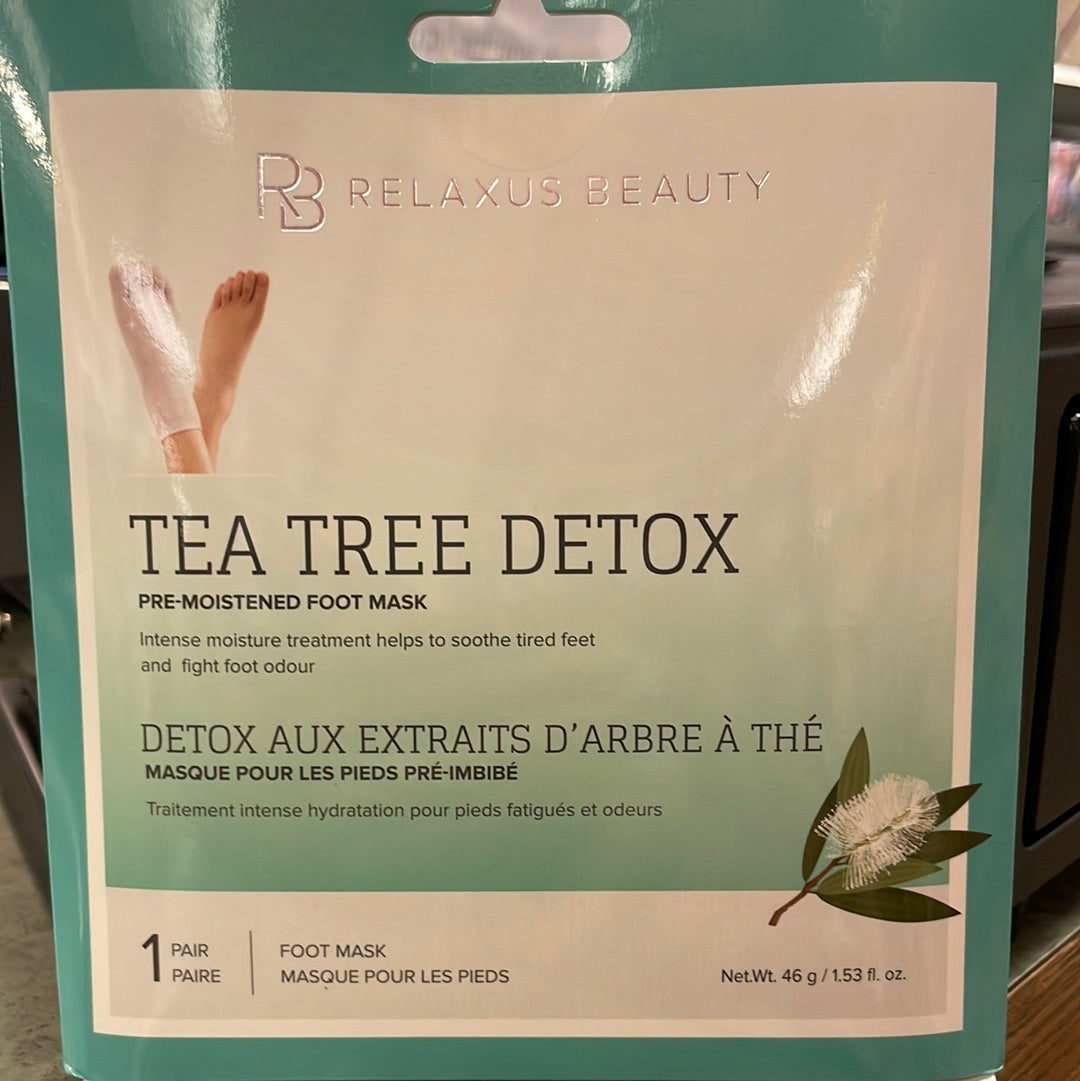 RB RELAXUS BEAUTY
TEA TREE DETOX
PRE-MOISTENED FOOT MASK
Intense moisture treatment helps to soothe tired feet
and fight foot odour
DETOX AUX EXTRAITS D'ARBRE À THÉ
MASQUE POUR LES PIEDS PRÉ-IMBIBÉ
Traitement intense hydratation pour pieds fatigués et odeurs
1 PAIR
PAIRE
FOOT MASK
MASQUE POUR LES PIEDS
Net.Wt. 46 g / 1.53 fl. oz.